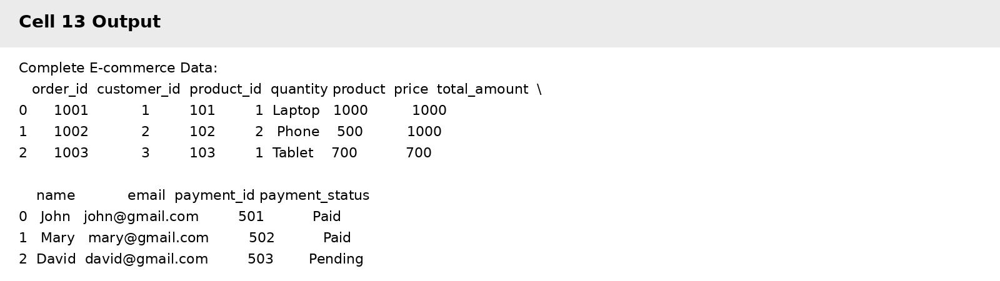 Cell 13 Output
Complete E-commerce Data:
   order_id  customer_id  product_id  quantity product  price  total_amount  \
0      1001            1         101         1  Laptop   1000          1000
1      1002            2         102         2   Phone    500          1000
2      1003            3         103         1  Tablet    700           700
    name            email  payment_id payment_status
0   John   john@gmail.com         501           Paid
1   Mary   mary@gmail.com         502           Paid
2  David  david@gmail.com         503        Pending